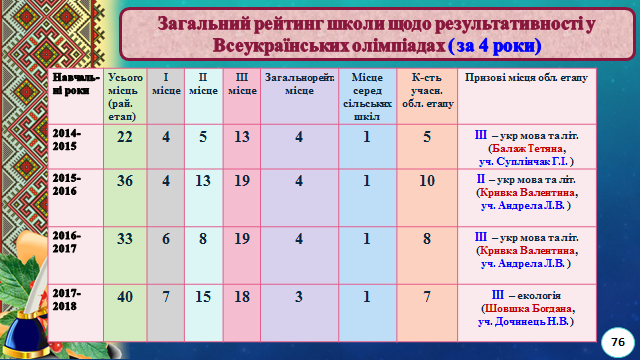 Загальний рейтинг школи щодо результативності у
Всеукраїнських олімпіадах ( за 4 роки)
Навчаль-
ні роки
Усього
місць
(рай.
етап)
І
місце
ІІ
місце
ІІІ
місце
Загальнорейт.
місце
Місце
серед
сільських
шкіл
К-сть
учасн.
обл. етапу
Призові місця обл. етапу
2014-
2015
22 4 5 13 4 1 5
ІІІ – укр мова та літ.
(Балаж Тетяна,
уч. Суплінчак Г.І. )
2015-
2016
36 4 13 19 4 1 10
ІІ – укр мова та літ.
(Кривка Валентина,
уч. Андрела Л.В. )
2016-
2017
33 6 8 19 4 1 8
ІІІ – укр мова та літ.
(Кривка Валентина,
уч. Андрела Л.В. )
2017-
2018
40 7 15 18 3 1 7
ІІІ – екологія
(Шовшка Богдана,
уч. Дочинець Н.В. )
76